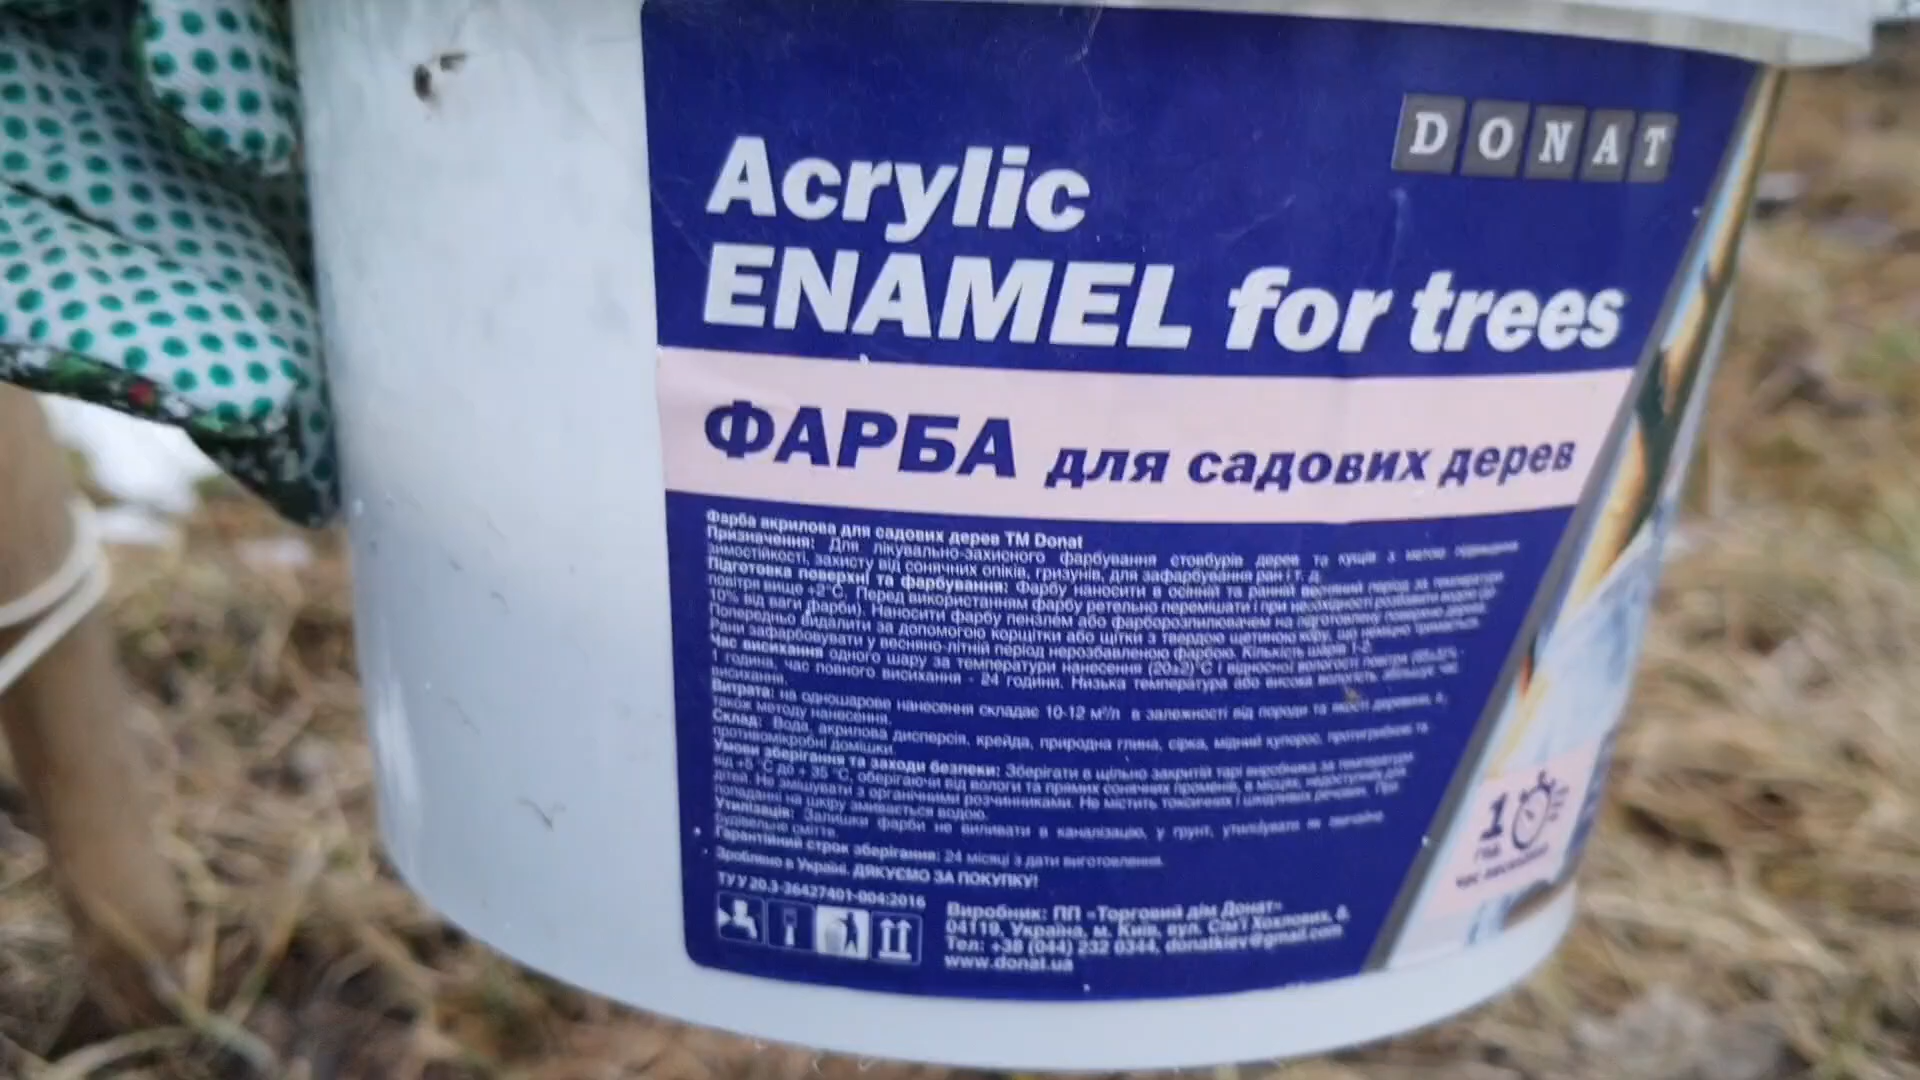 DONAT
Acrylic
ENAMEL for trees
ФАРБА для садових дерев
Фарба акрилова для садових дерев ТМ Donat
Призначення: Для лікувально-захисного фарбування стовбурів дерев та кущів з метою підвищення
зимостійкості, захисту від сонячних опіків, гризунів, для зафарбування ран і т. д.
Підготовка поверхні та фарбування: Фарбу наносити в осінній та ранній весняний період за температури
повітря вище +2°С. Перед використанням фарбу ретельно перемішати і при необхідності розбавити водою
10% від ваги фарби). Наносити фарбу пензлем або фарборозпилювачем на підготовлену поверхню дерева.
Попередньо видалити за допомогою корщітки або щітки з твердою щетиною кору, що неміцно тримається.
Рани зафарбовувати у весняно-літній період нерозбавленою фарбою. Кількість шарів 1-2.
Час висихання одного шару за температури нанесення (20±2)°С і відносної вологості повітря (65±5)% -
1 година, час повного висихання - 24 години. Низька температура або висока вологість збільшує час
висихання.
Витрата: на одношарове нанесення складає 10-12 м²/л в залежності від породи та якості деревини, а
також методу нанесення.
Склад: Вода, акрилова дисперсія, крейда, природна глина, сірка, мідний купорос, протигрибкові та
протимікробні домішки.
Умови зберігання та заходи безпеки: Зберігати в щільно закритій тарі виробника за температури
від +5 °С до + 35 °С, оберігаючи від вологи та прямих сонячних променів, в місцях, недоступних для
дітей. Не змішувати з органічними розчинниками. Не містить токсичних і шкідливих речовин. При
попаданні на шкіру змивається водою.
Утилізація: Залишки фарби не виливати в каналізацію, у грунт, утилізувати як звичайне
будівельне сміття.
Гарантійний строк зберігання: 24 місяці з дати виготовлення.
Зроблено в Україні. ДЯКУЄМО ЗА ПОКУПКУ!
ТУ У 20.3-36427401-004:2016
Виробник: ПП «Торговий дім Донат»
04119, Україна, м. Київ, вул. Сім'ї Хохлових, 8,
Тел: +38 (044) 232 0344, donatkiev@gmail.com
www.donat.ua
1
год
час висихання